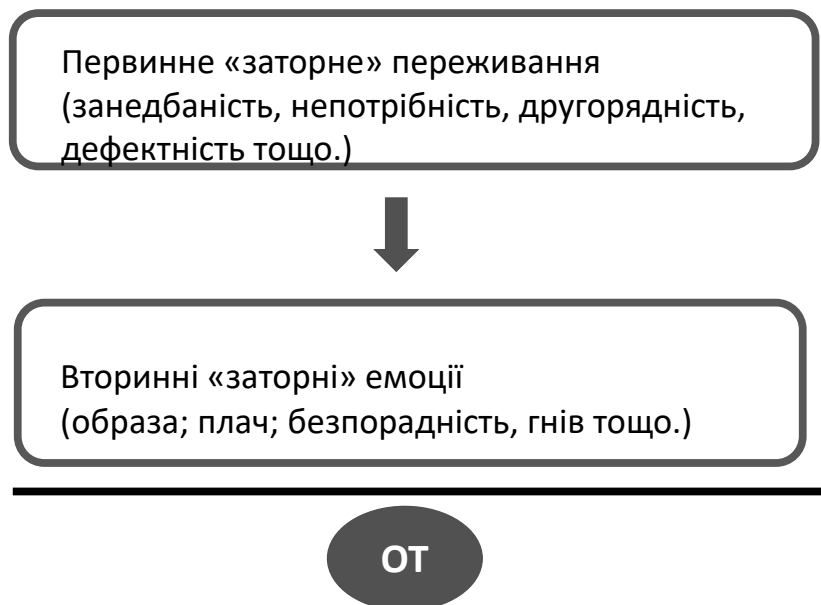 Первинне «заторне» переживання
(занедбаність, непотрібність, другорядність,
дефектність тощо.)
Вторинні «заторні» емоції
(образа; плач; безпорадність, гнів тощо.)
ОТ